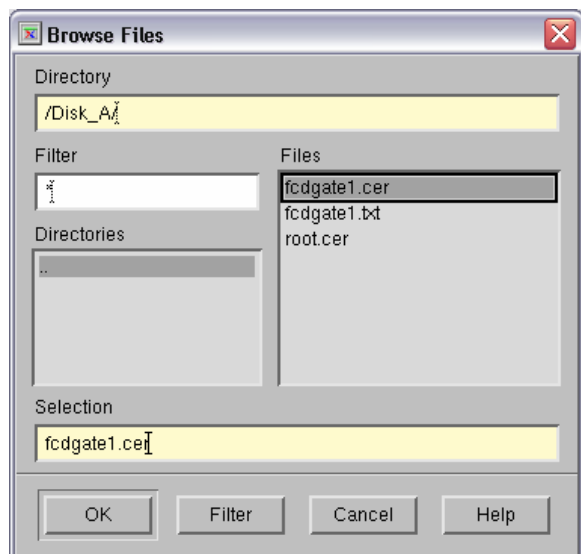 Browse Files
Directory
/Disk_A/
Filter
*
Directories
..
Files
fcdgate1.cer
fcdgate1.txt
root.cer
Selection
fcdgate1.cer
OK
Filter
Cancel
Help